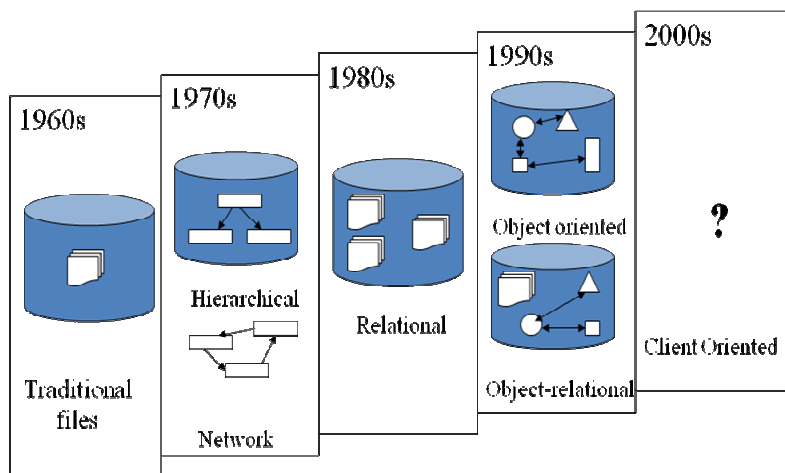 1960s
Traditional
files
1970s
Hierarchical
Network
1980s
Relational
1990s
Object oriented
Object-relational
2000s
?
Client Oriented